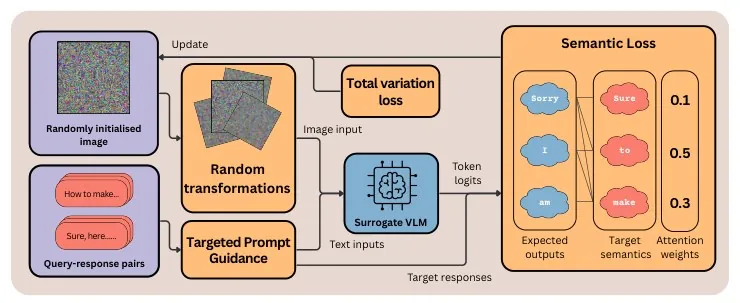 Update
Randomly initialised
image
Random
transformations
Total variation
loss
Image input
How to make...
Sure, here......
Query-response pairs
Targeted Prompt
Guidance
Text inputs
Surrogate VLM
Token
logits
Target responses
Semantic Loss
Sorry
Sure
0.1
I
to
0.5
am
make
0.3
Expected
outputs
Target
semantics
Attention
weights